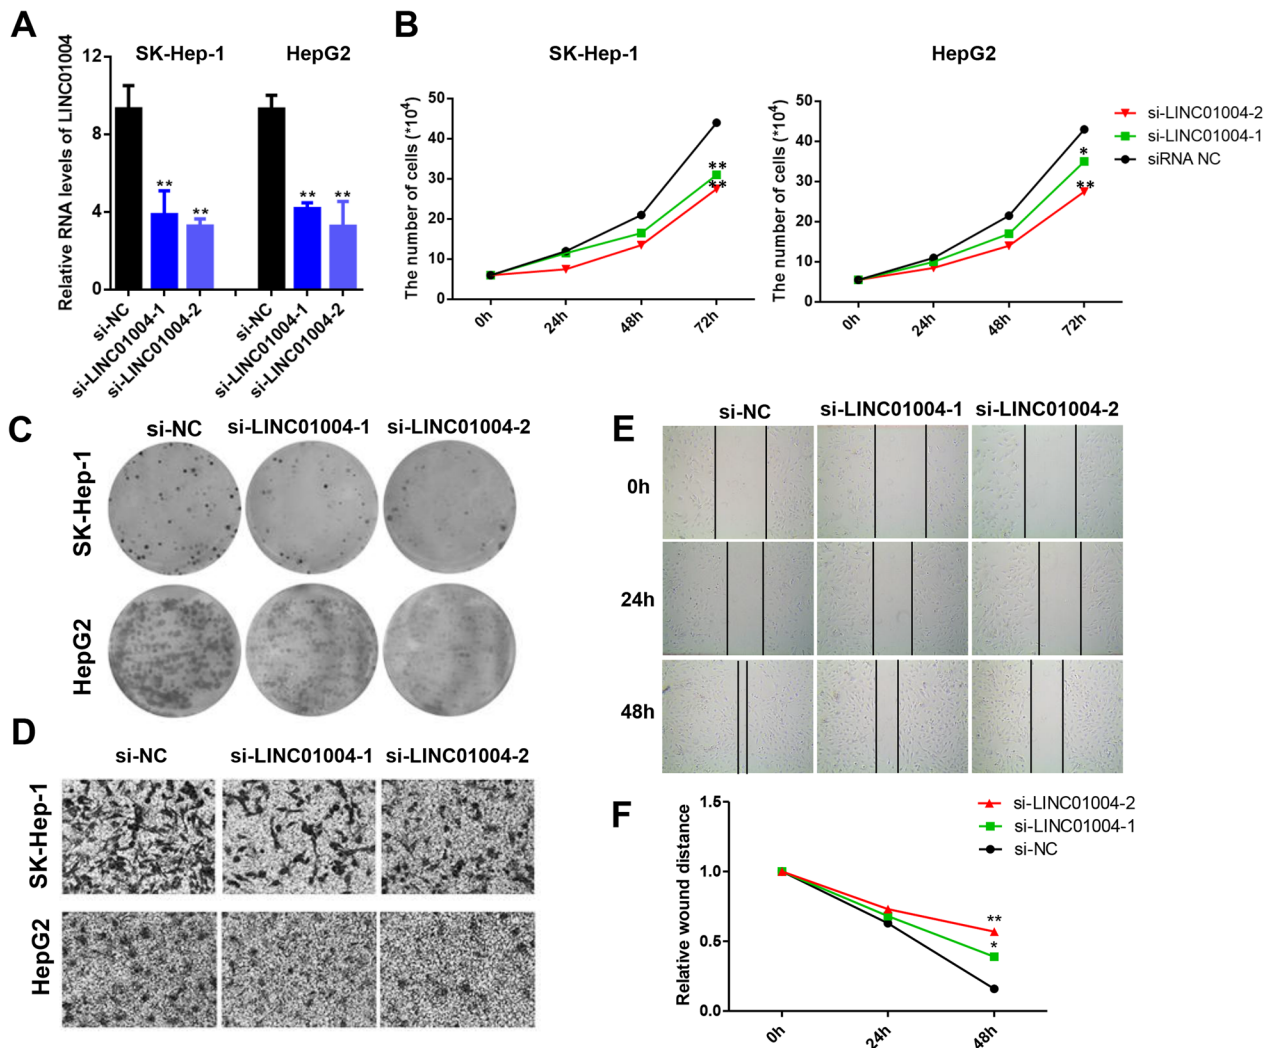 A
SK-Hep-1
HepG2
Relative RNA levels of LINC01004
12
8
4
0
**
**
**
**
si-NC
si-LINC01004-1
si-LINC01004-2
si-NC
si-LINC01004-1
si-LINC01004-2
B
SK-Hep-1
The number of cells (*10^4)
50
40
30
20
10
0
**
**
0h
24h
48h
72h
HepG2
The number of cells (*10^4)
50
40
30
20
10
0
*
**
0h
24h
48h
72h
si-LINC01004-2
si-LINC01004-1
siRNA NC
C
si-NC
si-LINC01004-1
si-LINC01004-2
SK-Hep-1
HepG2
D
si-NC
si-LINC01004-1
si-LINC01004-2
SK-Hep-1
HepG2
E
si-NC
si-LINC01004-1
si-LINC01004-2
0h
24h
48h
F
Relative wound distance
1.5
1.0
0.5
0.0
**
*
0h
24h
48h
si-LINC01004-2
si-LINC01004-1
si-NC